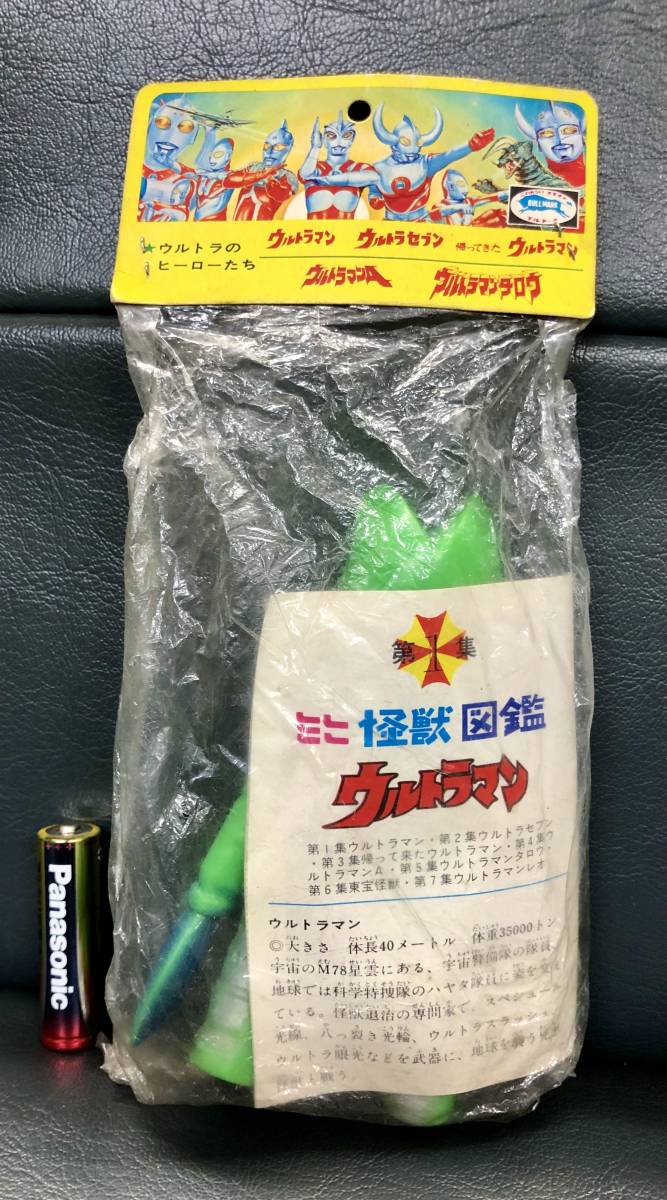 BULLMARK
★ウルトラの
ヒーローたち
ウルトラマン ウルトラセブン 帰ってきた ウルトラマン
ウルトラマンA ウルトラマンタロウ
第1集
ミニ怪獣図鑑
ウルトラマン
第1集ウルトラマン・第2集ウルトラセブン
・第3集帰って来たウルトラマン・第4集ウ
ルトラマンA・第5集ウルトラマンタロウ・
第6集東宝怪獣・第7集ウルトラマンレオ
ウルトラマン
◎大きさ 体長40メートル 体重35000トン
宇宙のM78星雲にある、宇宙警備隊の隊員。
地球では科学特捜隊のハヤタ隊員に姿を変え
ている。怪獣退治の専門家で、スペシューム
光線、八つ裂き光輪、ウルトラスラッシュ、
ウルトラ眼光などを武器に、地球を襲う
と戦う。
Panasonic